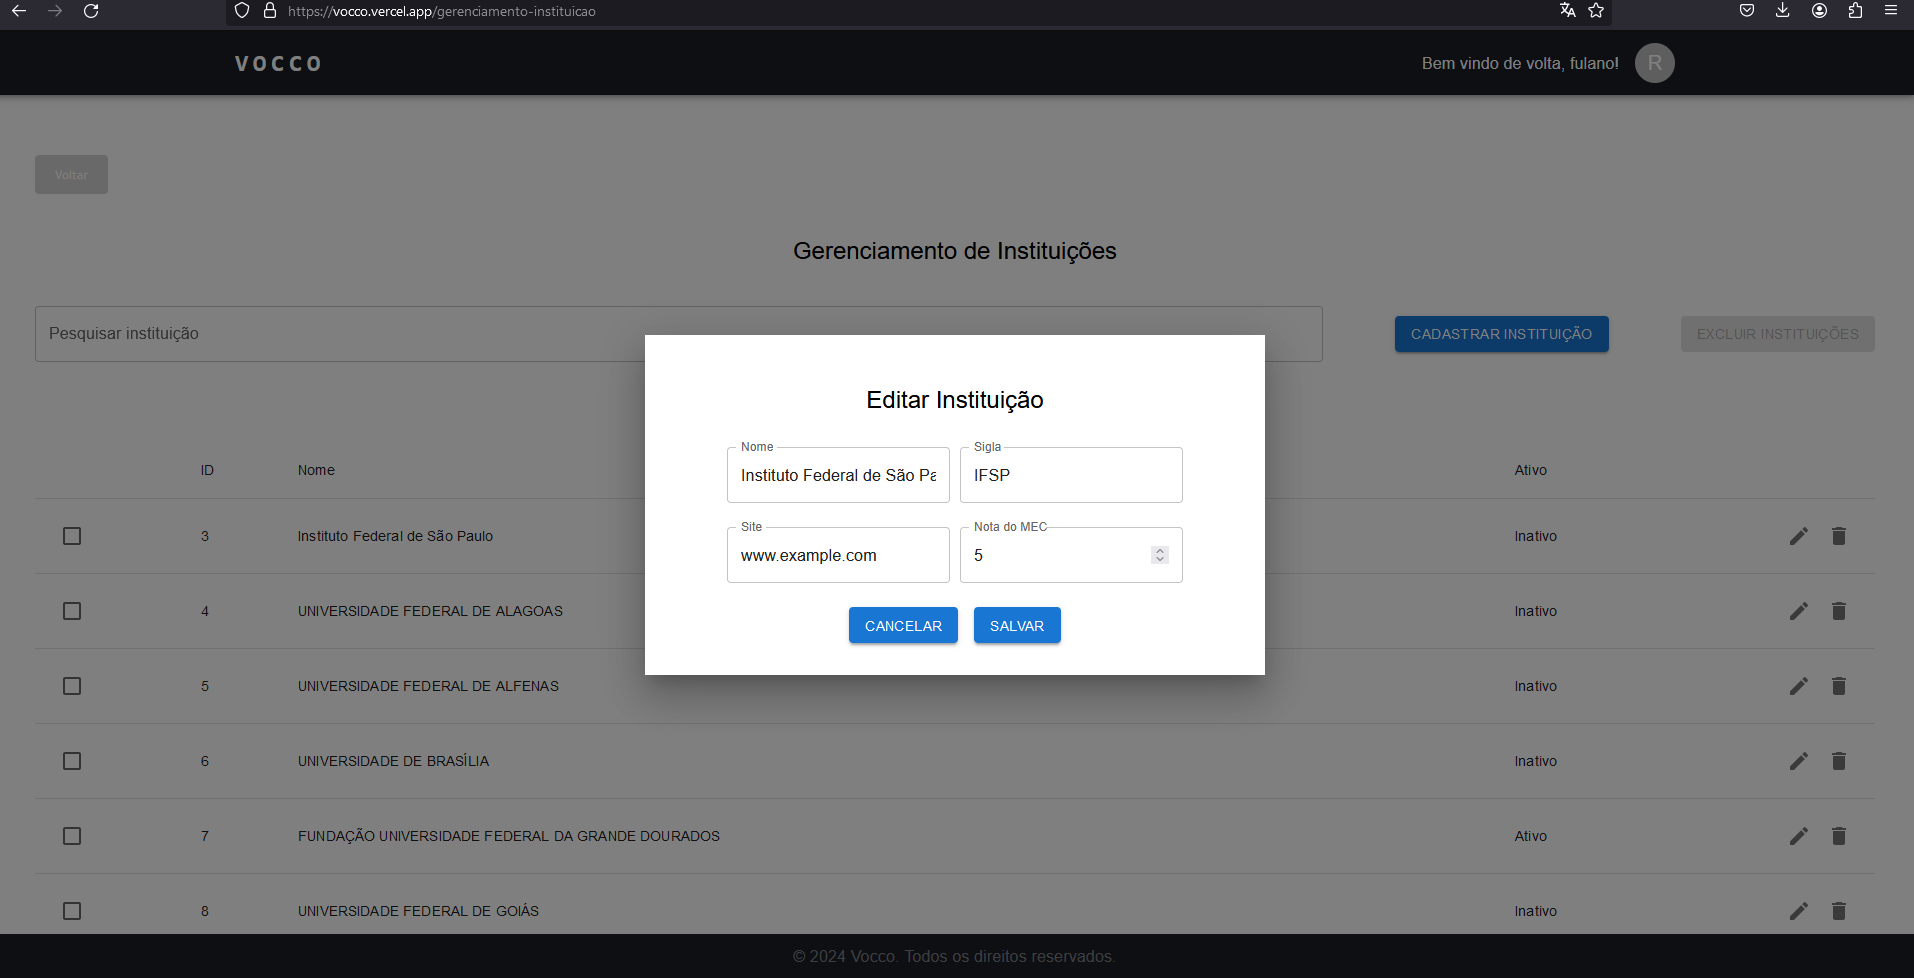 https://vocco.vercel.app/gerenciamento-instituicao
VOCCO
Bem vindo de volta, fulano!
R
Voltar
Gerenciamento de Instituições
Pesquisar instituição
CADASTRAR INSTITUIÇÃO
EXCLUIR INSTITUIÇÕES
Editar Instituição
Nome
Sigla
Instituto Federal de São Pa
IFSP
Site
Nota do MEC
www.example.com
5
CANCELAR
SALVAR
ID
Nome
Ativo
3
Instituto Federal de São Paulo
Inativo
4
UNIVERSIDADE FEDERAL DE ALAGOAS
Inativo
5
UNIVERSIDADE FEDERAL DE ALFENAS
Inativo
6
UNIVERSIDADE DE BRASÍLIA
Inativo
7
FUNDAÇÃO UNIVERSIDADE FEDERAL DA GRANDE DOURADOS
Ativo
8
UNIVERSIDADE FEDERAL DE GOIÁS
Inativo
© 2024 Vocco. Todos os direitos reservados.